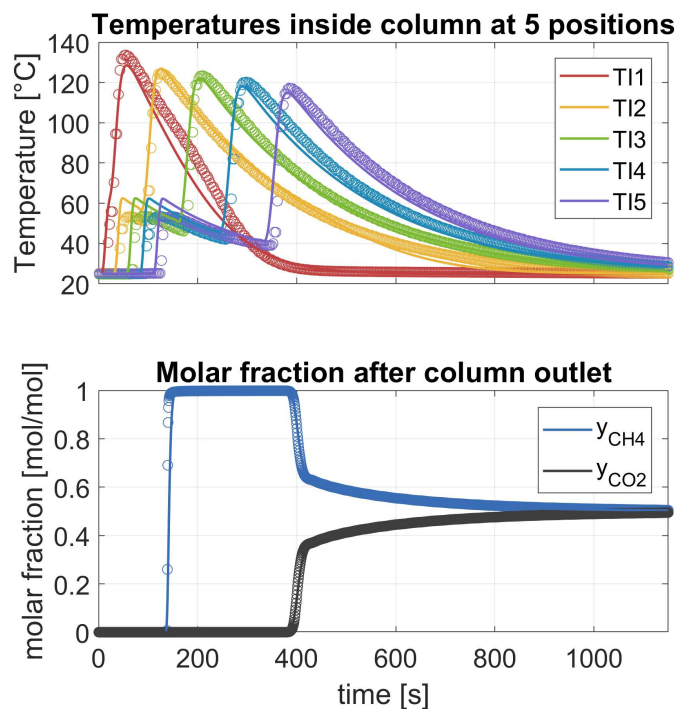 Temperatures inside column at 5 positions
Temperature [°C]
140
120
100
80
60
40
20
TI1
TI2
TI3
TI4
TI5
Molar fraction after column outlet
molar fraction [mol/mol]
1
0.8
0.6
0.4
0.2
0
yCH4
yCO2
0 200 400 600 800 1000
time [s]